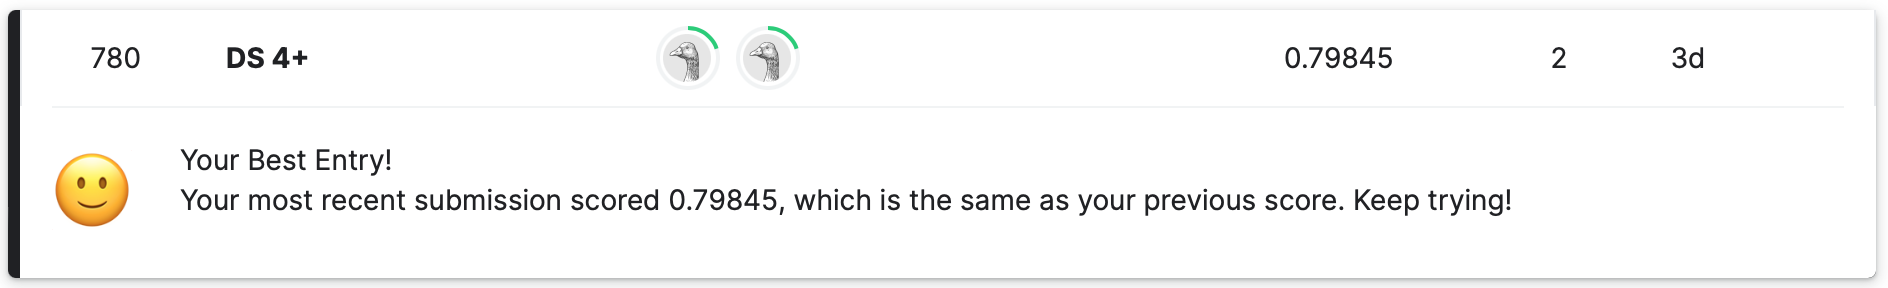 780 DS 4+ 0.79845 2 3d
Your Best Entry!
Your most recent submission scored 0.79845, which is the same as your previous score. Keep trying!